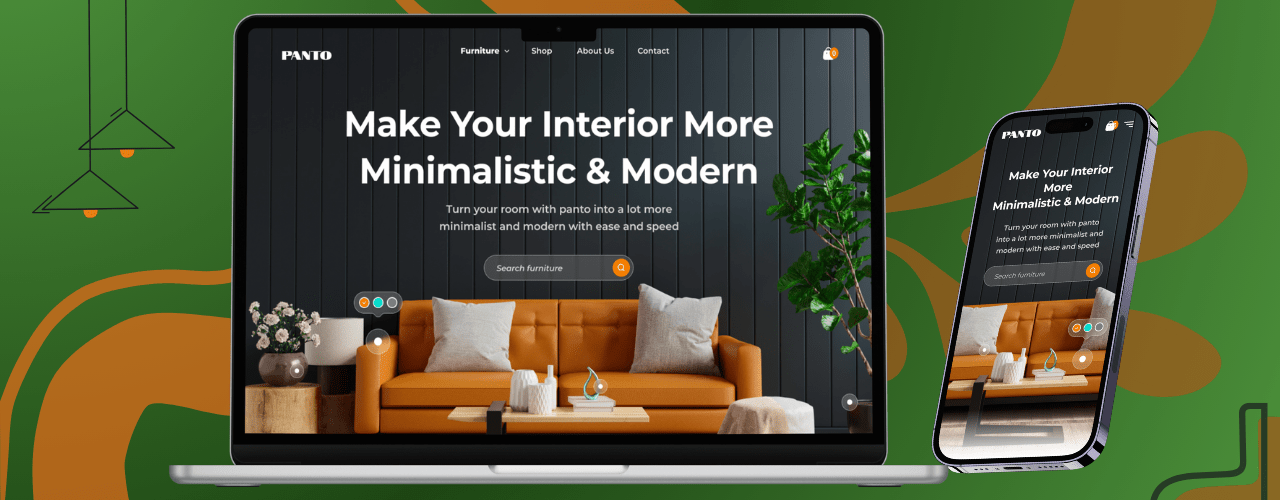 PANTO
Furniture
Shop
About Us
Contact
0
Make Your Interior More
Minimalistic & Modern
Turn your room with panto into a lot more
minimalist and modern with ease and speed
Search furniture
PANTO
Make Your Interior
More
Minimalistic & Modern
Turn your room with panto
into a lot more minimalist and
modern with ease and speed
Search furniture